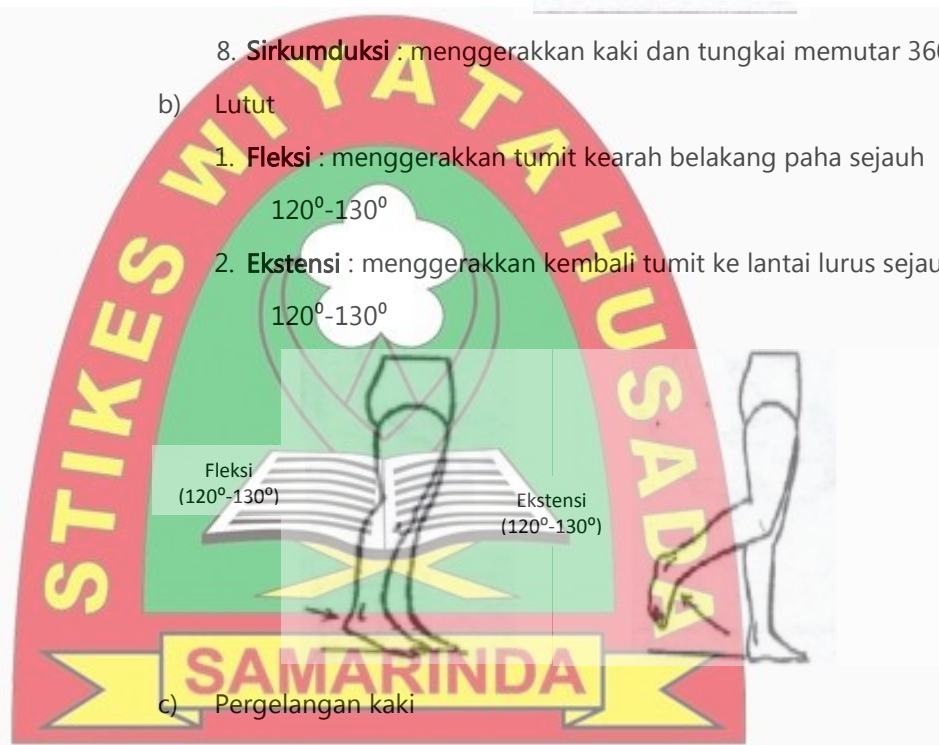 8. Sirkumduksi : menggerakkan kaki dan tungkai memutar 360
b) Lutut
1. Fleksi : menggerakkan tumit kearah belakang paha sejauh
120⁰-130⁰
2. Ekstensi : menggerakkan kembali tumit ke lantai lurus sejau
120⁰-130⁰
Fleksi
(120⁰-130⁰)
Ekstensi
(120⁰-130⁰)
c) Pergelangan kaki
STIKES WIYATA HUSADA
SAMARINDA